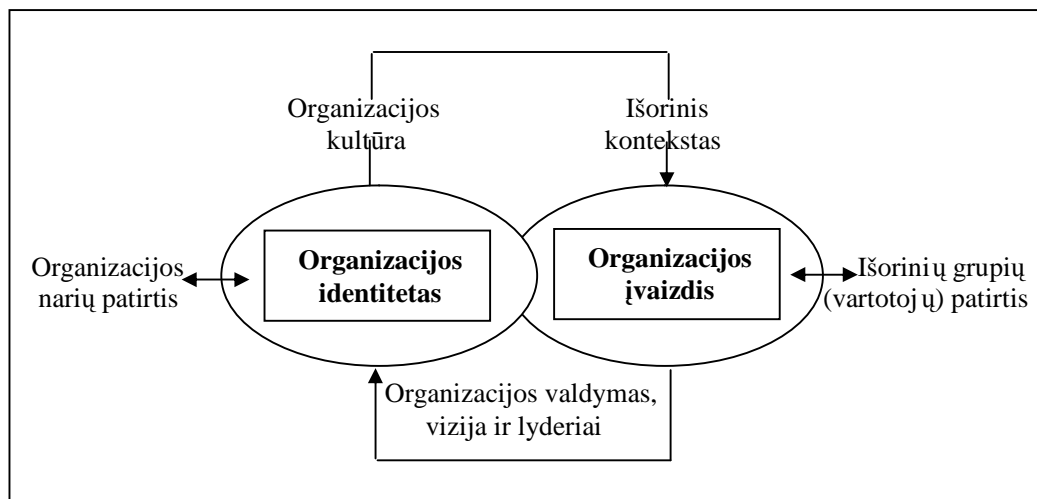 Organizacijos
kultūra
Išorinis
kontekstas
Organizacijos
narių patirtis
Organizacijos
identitetas
Organizacijos
įvaizdis
Išorinių grupių
(vartotojų) patirtis
Organizacijos valdymas,
vizija ir lyderiai